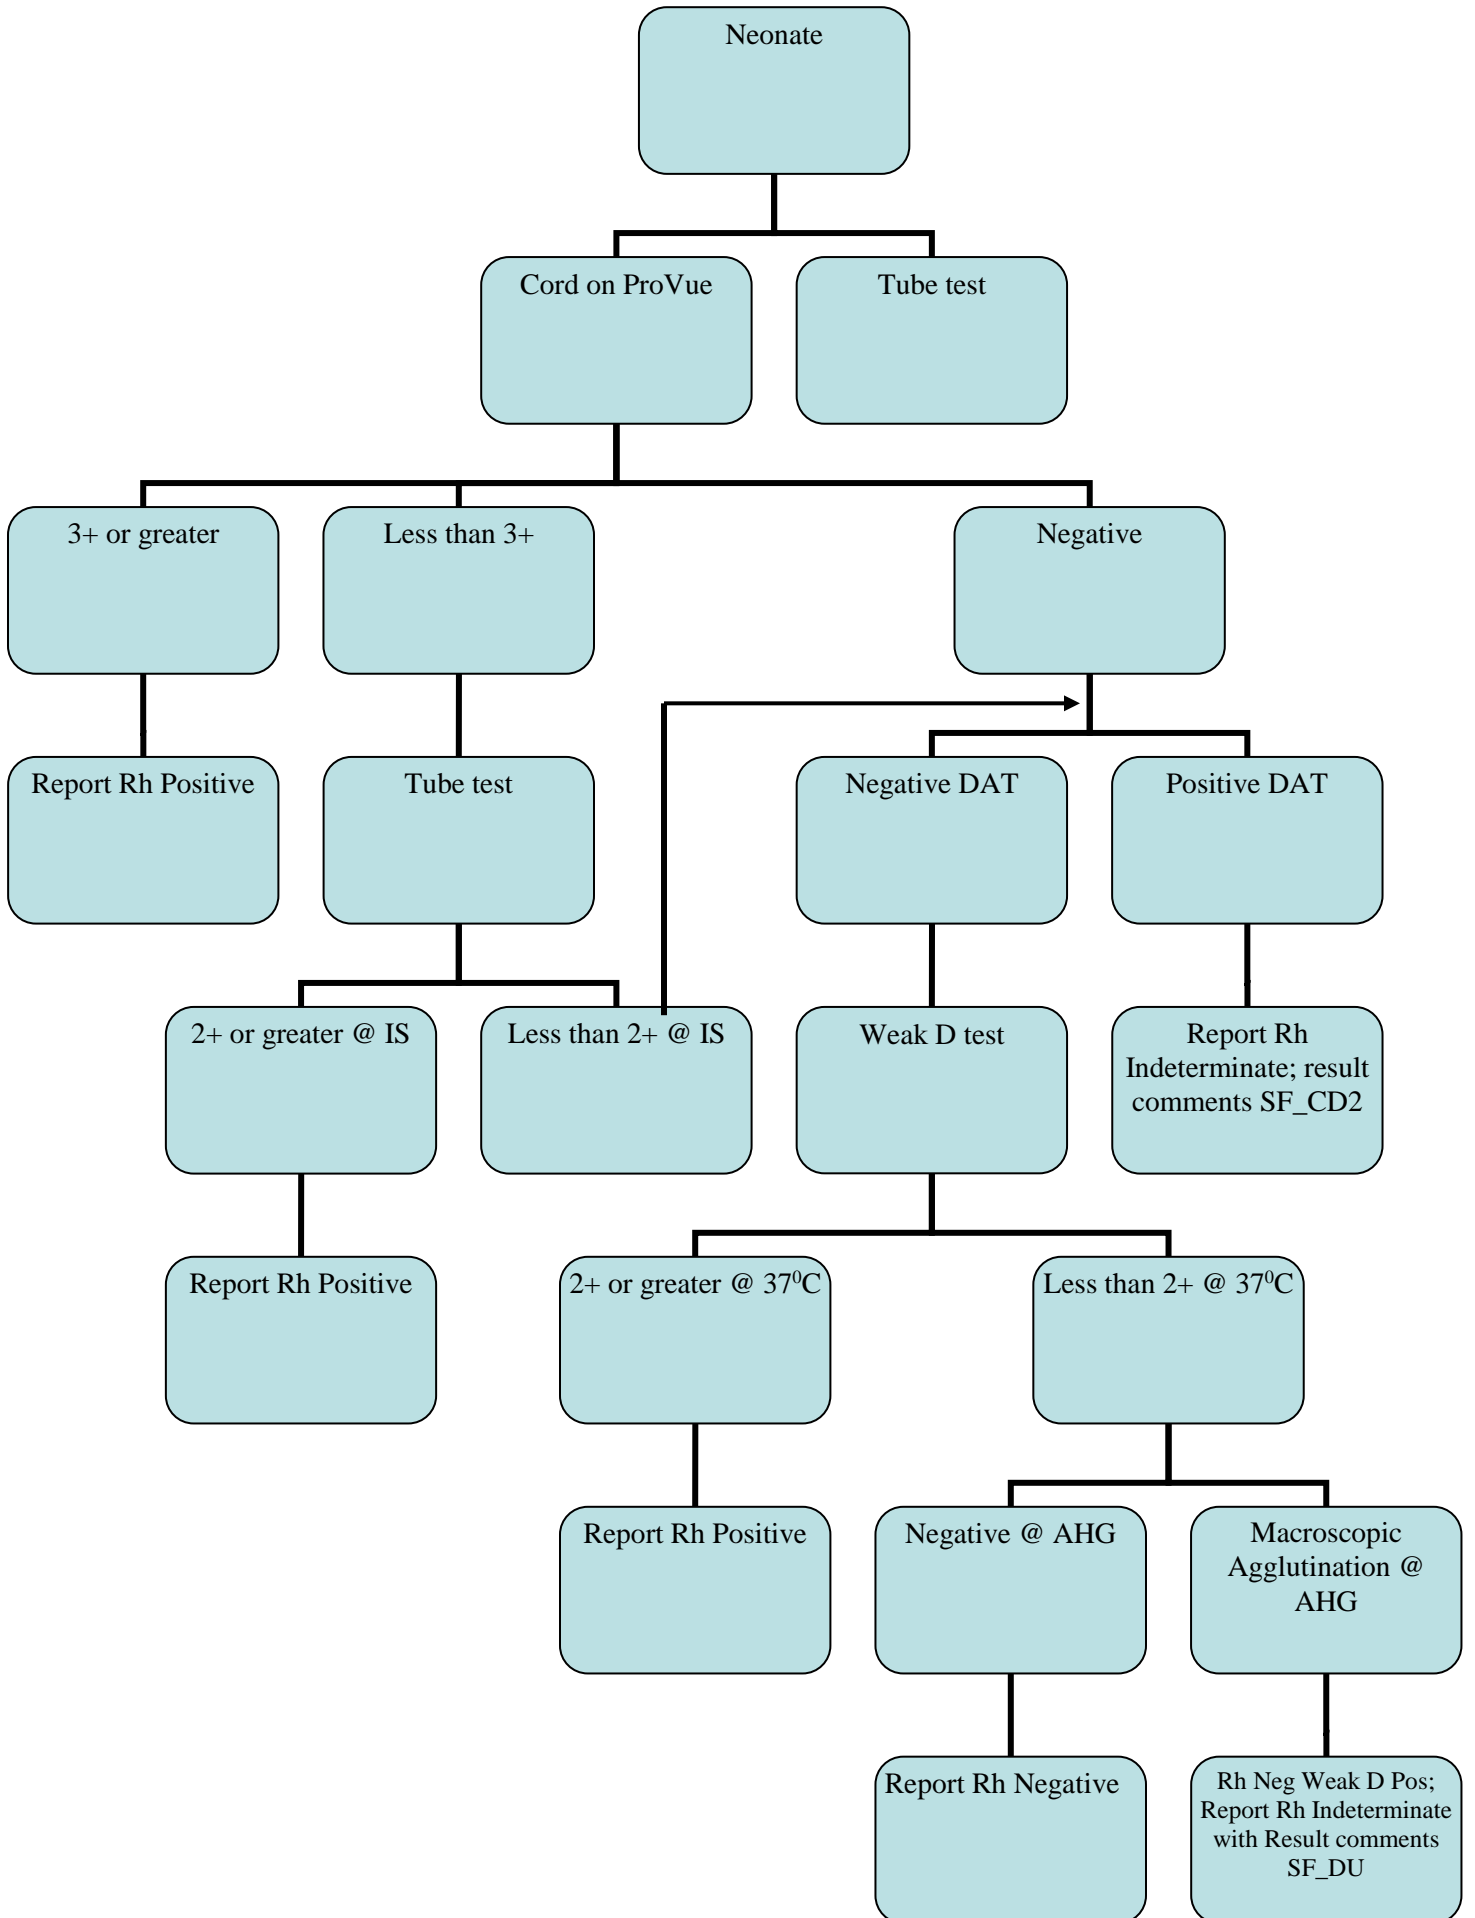 Neonate
Cord on ProVue
Tube test
3+ or greater
Less than 3+
Negative
Report Rh Positive
Tube test
Negative DAT
Positive DAT
2+ or greater @ IS
Less than 2+ @ IS
Weak D test
Report Rh
Indeterminate; result
comments SF_CD2
Report Rh Positive
2+ or greater @ 37⁰C
Less than 2+ @ 37⁰C
Report Rh Positive
Negative @ AHG
Macroscopic
Agglutination @
AHG
Report Rh Negative
Rh Neg Weak D Pos;
Report Rh Indeterminate
with Result comments
SF_DU